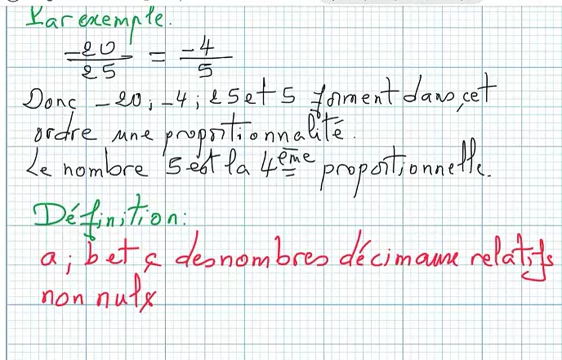 Par exemple.
-20/25 = -4/5
Donc -20; -4; 25 et 5 forment dans cet
ordre une proportionnalité.
Le nombre 5 est la 4ème proportionnelle.
Définition:
a; b et c des nombres décimaux relatifs
non nuls